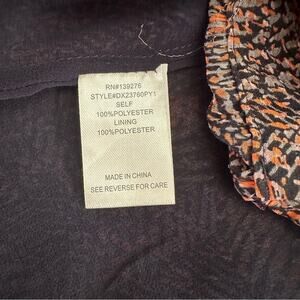 RN#139276
STYLE#DX23760PY1
SELF
100%POLYESTER
LINING
100%POLYESTER
MADE IN CHINA
SEE REVERSE FOR CARE